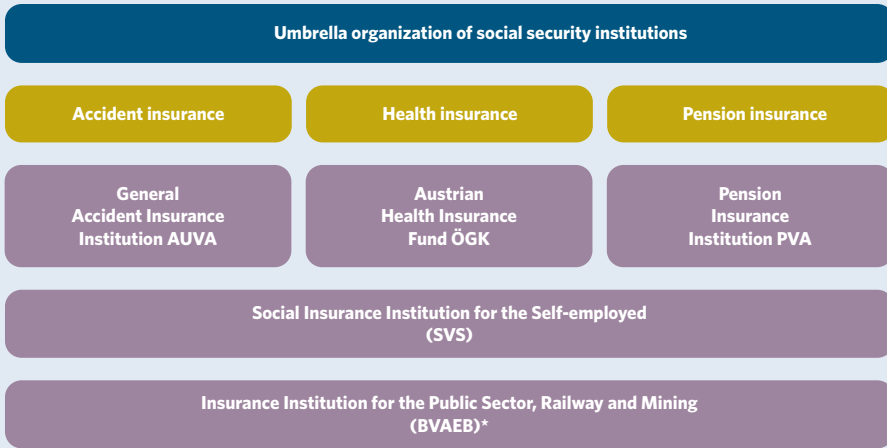 Umbrella organization of social security institutions
Accident insurance
Health insurance
Pension insurance
General
Accident Insurance
Institution AUVA
Austrian
Health Insurance
Fund ÖGK
Pension
Insurance
Institution PVA
Social Insurance Institution for the Self-employed
(SVS)
Insurance Institution for the Public Sector, Railway and Mining
(BVAEB)*